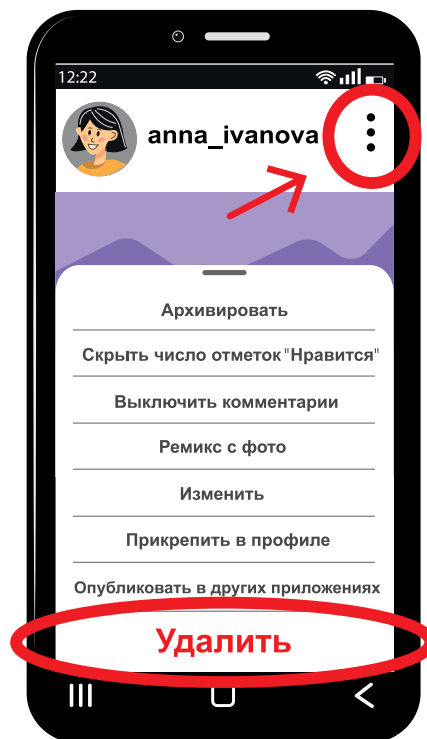 12:22
anna_ivanova
Архивировать
Скрыть число отметок "Нравится"
Выключить комментарии
Ремикс с фото
Изменить
Прикрепить в профиле
Опубликовать в других приложениях
Удалить